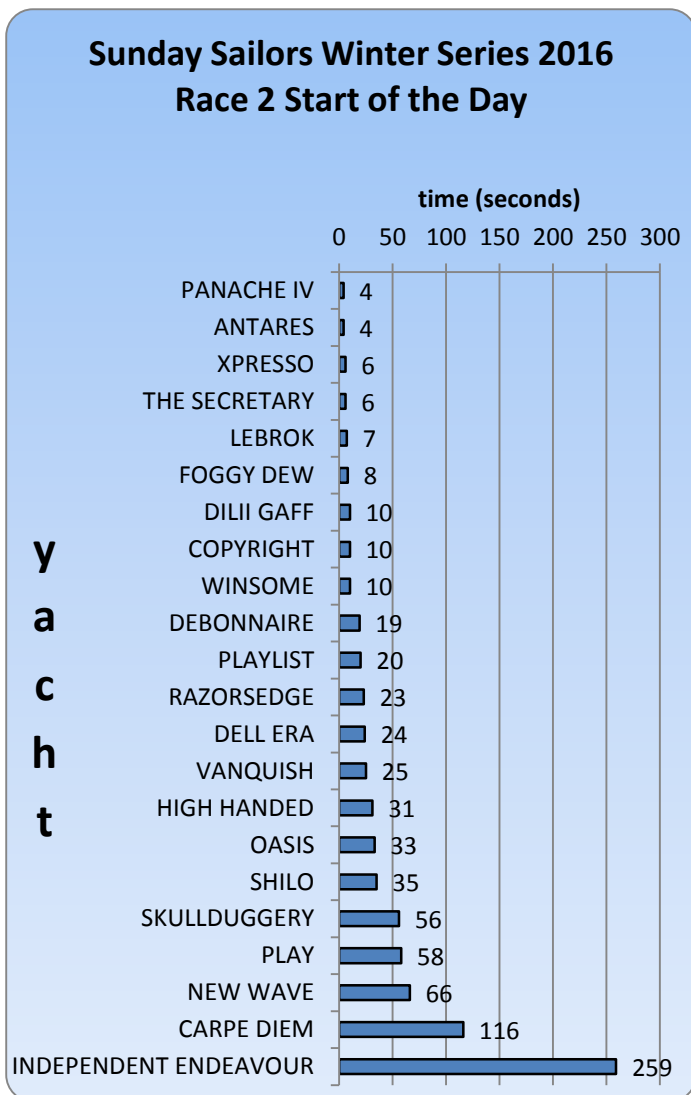 Sunday Sailors Winter Series 2016
Race 2 Start of the Day
time (seconds)
0 50 100 150 200 250 300
yacht
PANACHE IV 4
ANTARES 4
XPRESSO 6
THE SECRETARY 6
LEBROK 7
FOGGY DEW 8
DILII GAFF 10
COPYRIGHT 10
WINSOME 10
DEBONNAIRE 19
PLAYLIST 20
RAZORSEDGE 23
DELL ERA 24
VANQUISH 25
HIGH HANDED 31
OASIS 33
SHILO 35
SKULLDUGGERY 56
PLAY 58
NEW WAVE 66
CARPE DIEM 116
INDEPENDENT ENDEAVOUR 259